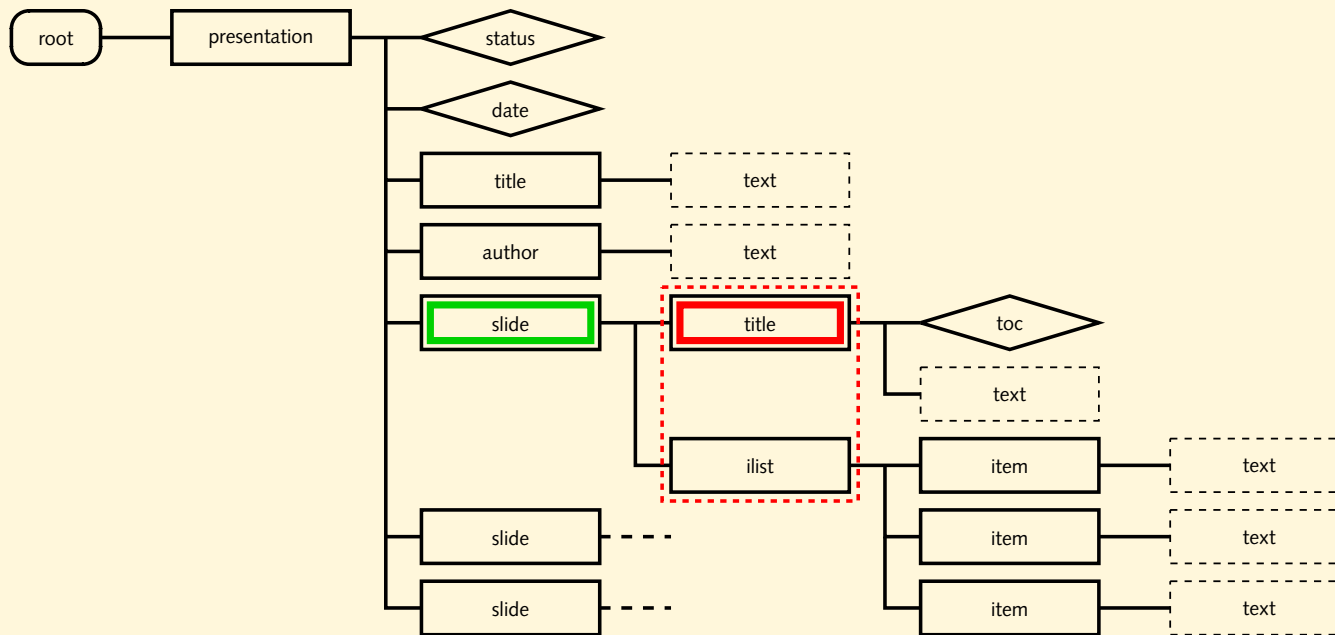 root presentation status
date
title text
author text
slide title toc
text
ilist item text
slide item text
slide item text